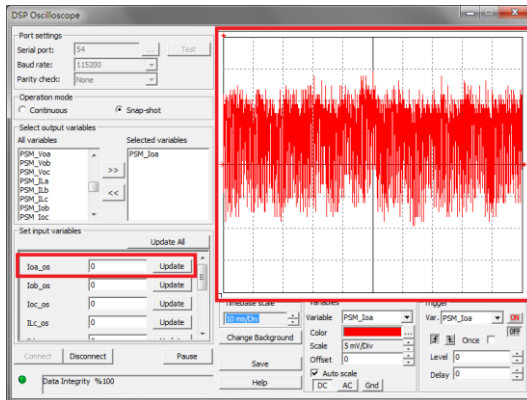 DSP Oscilloscope
Port settings
Serial port: 54 ... Test
Baud rate: 115200
Parity check: None
Operation mode
Continuous Snap-shot
Select output variables
All variables Selected variables
PSM_Voa PSM_Ioa
PSM_Vob
PSM_Voc >>
PSM_ILa
PSM_ILb <<
PSM_ILc
PSM_Iob
PSM_Ioc
Set input variables
Update All
Ioa_os 0 Update
Iob_os 0 Update
Ioc_os 0 Update
ILc_os 0 Update
Connect Disconnect Pause
Data Integrity %100
Timebase scale
10 ms/Div
Change Background
Save
Help
Variables
Variable PSM_Ioa
Color ...
Scale 5 mV/Div
Offset 0
Auto scale
DC AC Gnd
Trigger
Var. PSM_Ioa ON
OFF
Once
Level 0
Delay 0